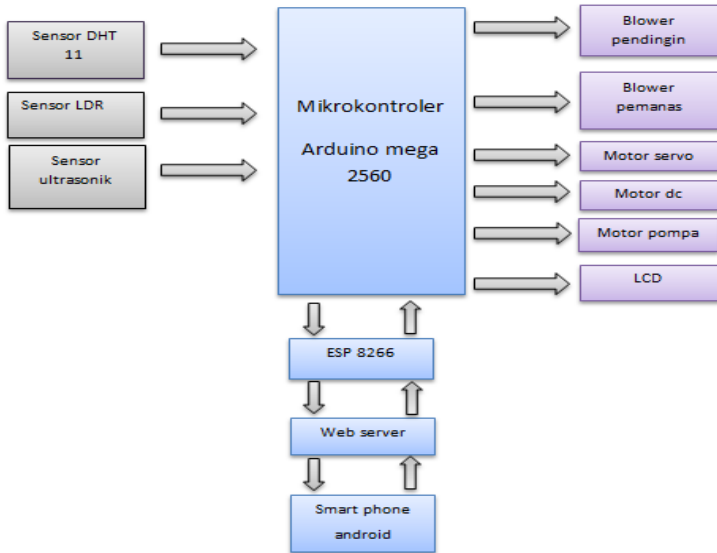 Sensor DHT
11
Sensor LDR
Sensor
ultrasonik
Mikrokontroler
Arduino mega
2560
Blower
pendingin
Blower
pemanas
Motor servo
Motor dc
Motor pompa
LCD
ESP 8266
Web server
Smart phone
android